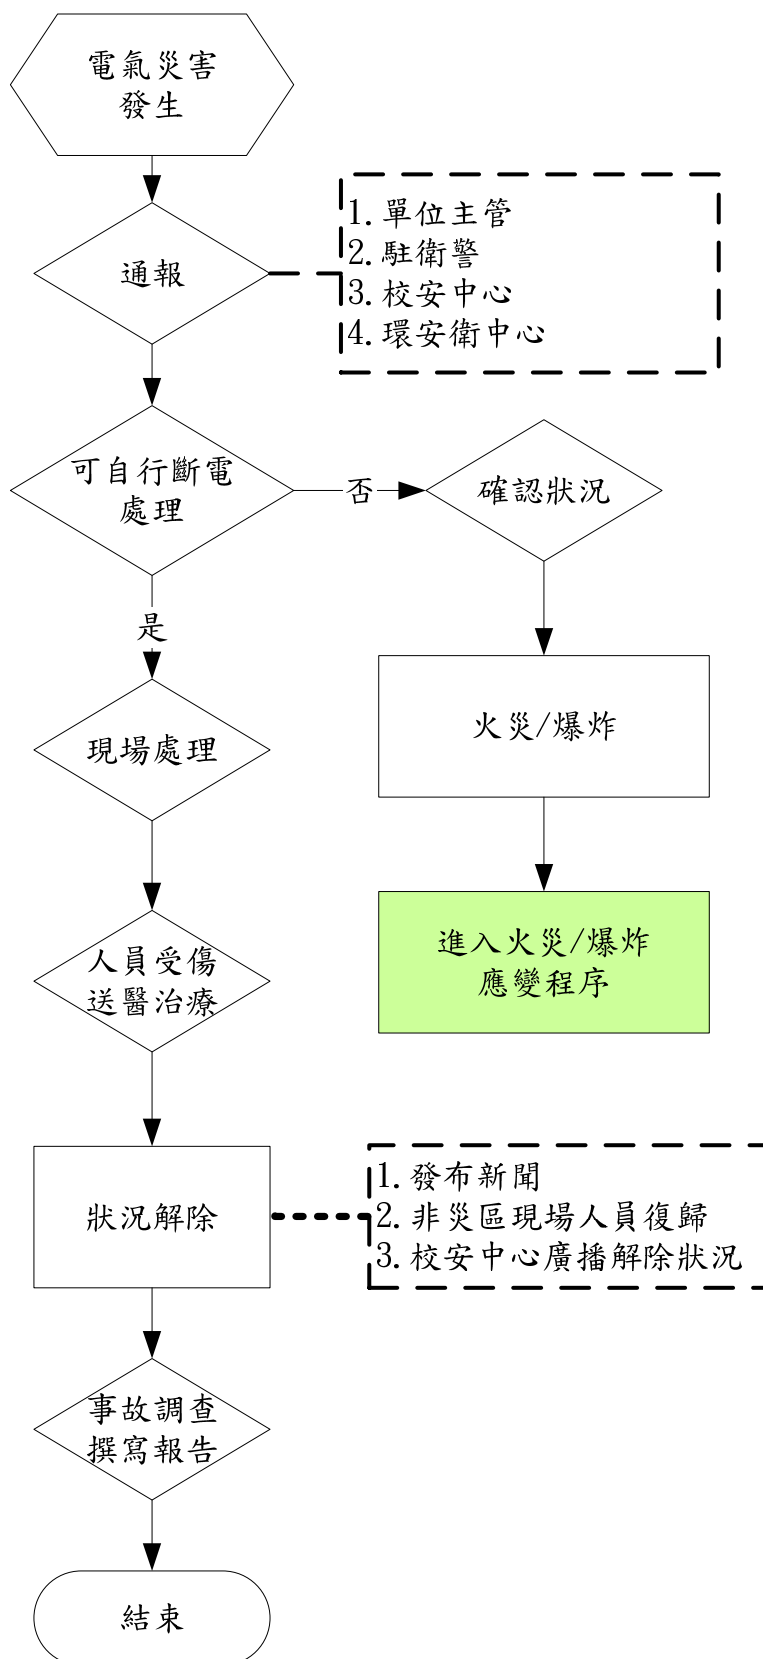 電氣災害
發生
1.單位主管
2.駐衛警
3.校安中心
4.環安衛中心
通報
可自行斷電
處理
否
確認狀況
是
現場處理
火災/爆炸
人員受傷
送醫治療
進入火災/爆炸
應變程序
狀況解除
1.發布新聞
2.非災區現場人員復歸
3.校安中心廣播解除狀況
事故調查
撰寫報告
結束